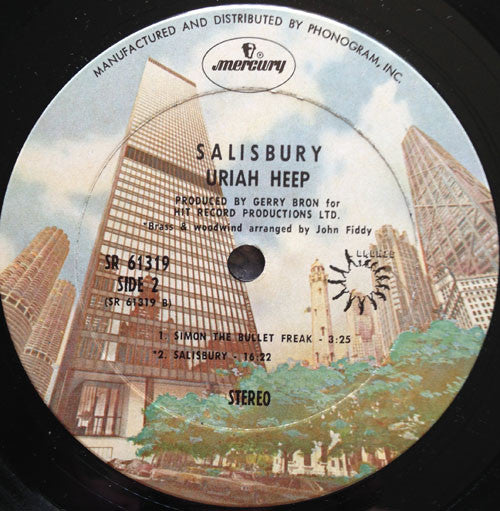 MANUFACTURED AND DISTRIBUTED BY PHONOGRAM, INC.
mercury
®
SALISBURY
URIAH HEEP
PRODUCED BY GERRY BRON for
HIT RECORD PRODUCTIONS LTD.
*Brass & woodwind arranged by John Fiddy
BRONZE
SR 61319
SIDE 2
(SR 61319 B)
1. SIMON THE BULLET FREAK - 3:25
*2. SALISBURY - 16:22
STEREO